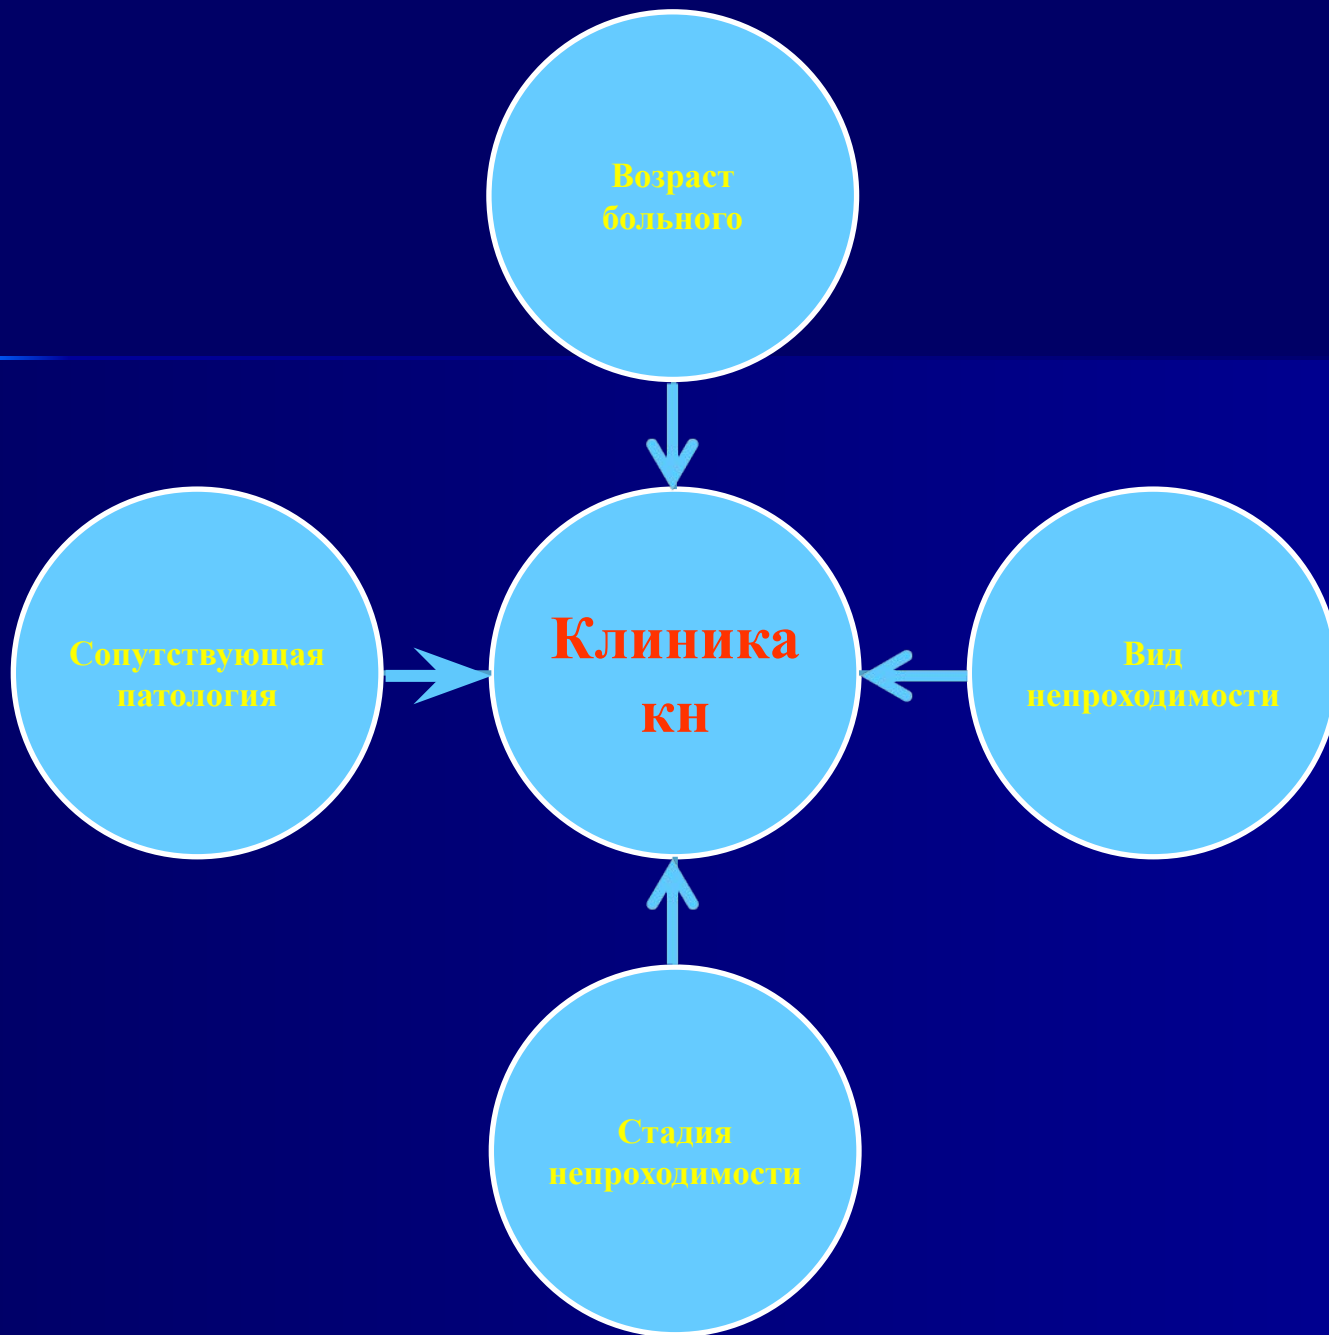 Возраст
больного
Сопутствующая
патология
Клиника
кн
Вид
непроходимости
Стадия
непроходимости